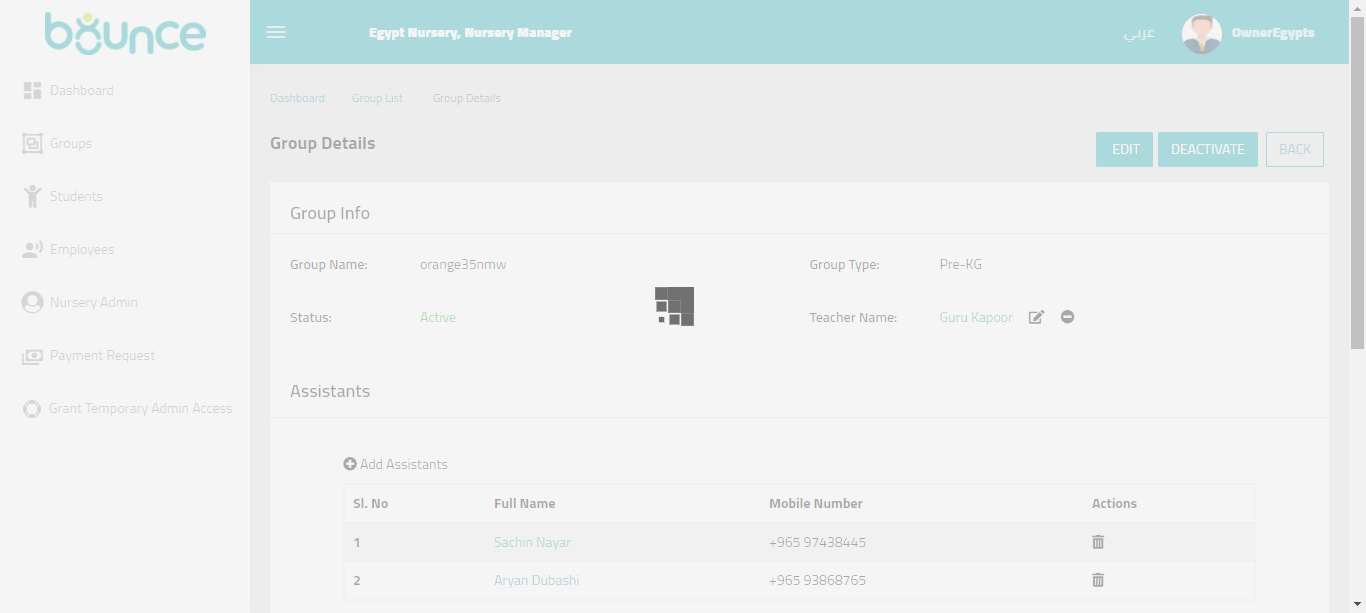 bounce
Egypt Nursery, Nursery Manager
عربي
OwnerEgypts
Dashboard
Groups
Students
Employees
Nursery Admin
Payment Request
Grant Temporary Admin Access
Dashboard Group List Group Details
Group Details
EDIT DEACTIVATE BACK
Group Info
Group Name: orange35nmw Group Type: Pre-KG
Status: Active Teacher Name: Guru Kapoor
Assistants
Add Assistants
Sl. No Full Name Mobile Number Actions
1 Sachin Nayar +965 97438445
2 Aryan Dubashi +965 93868765